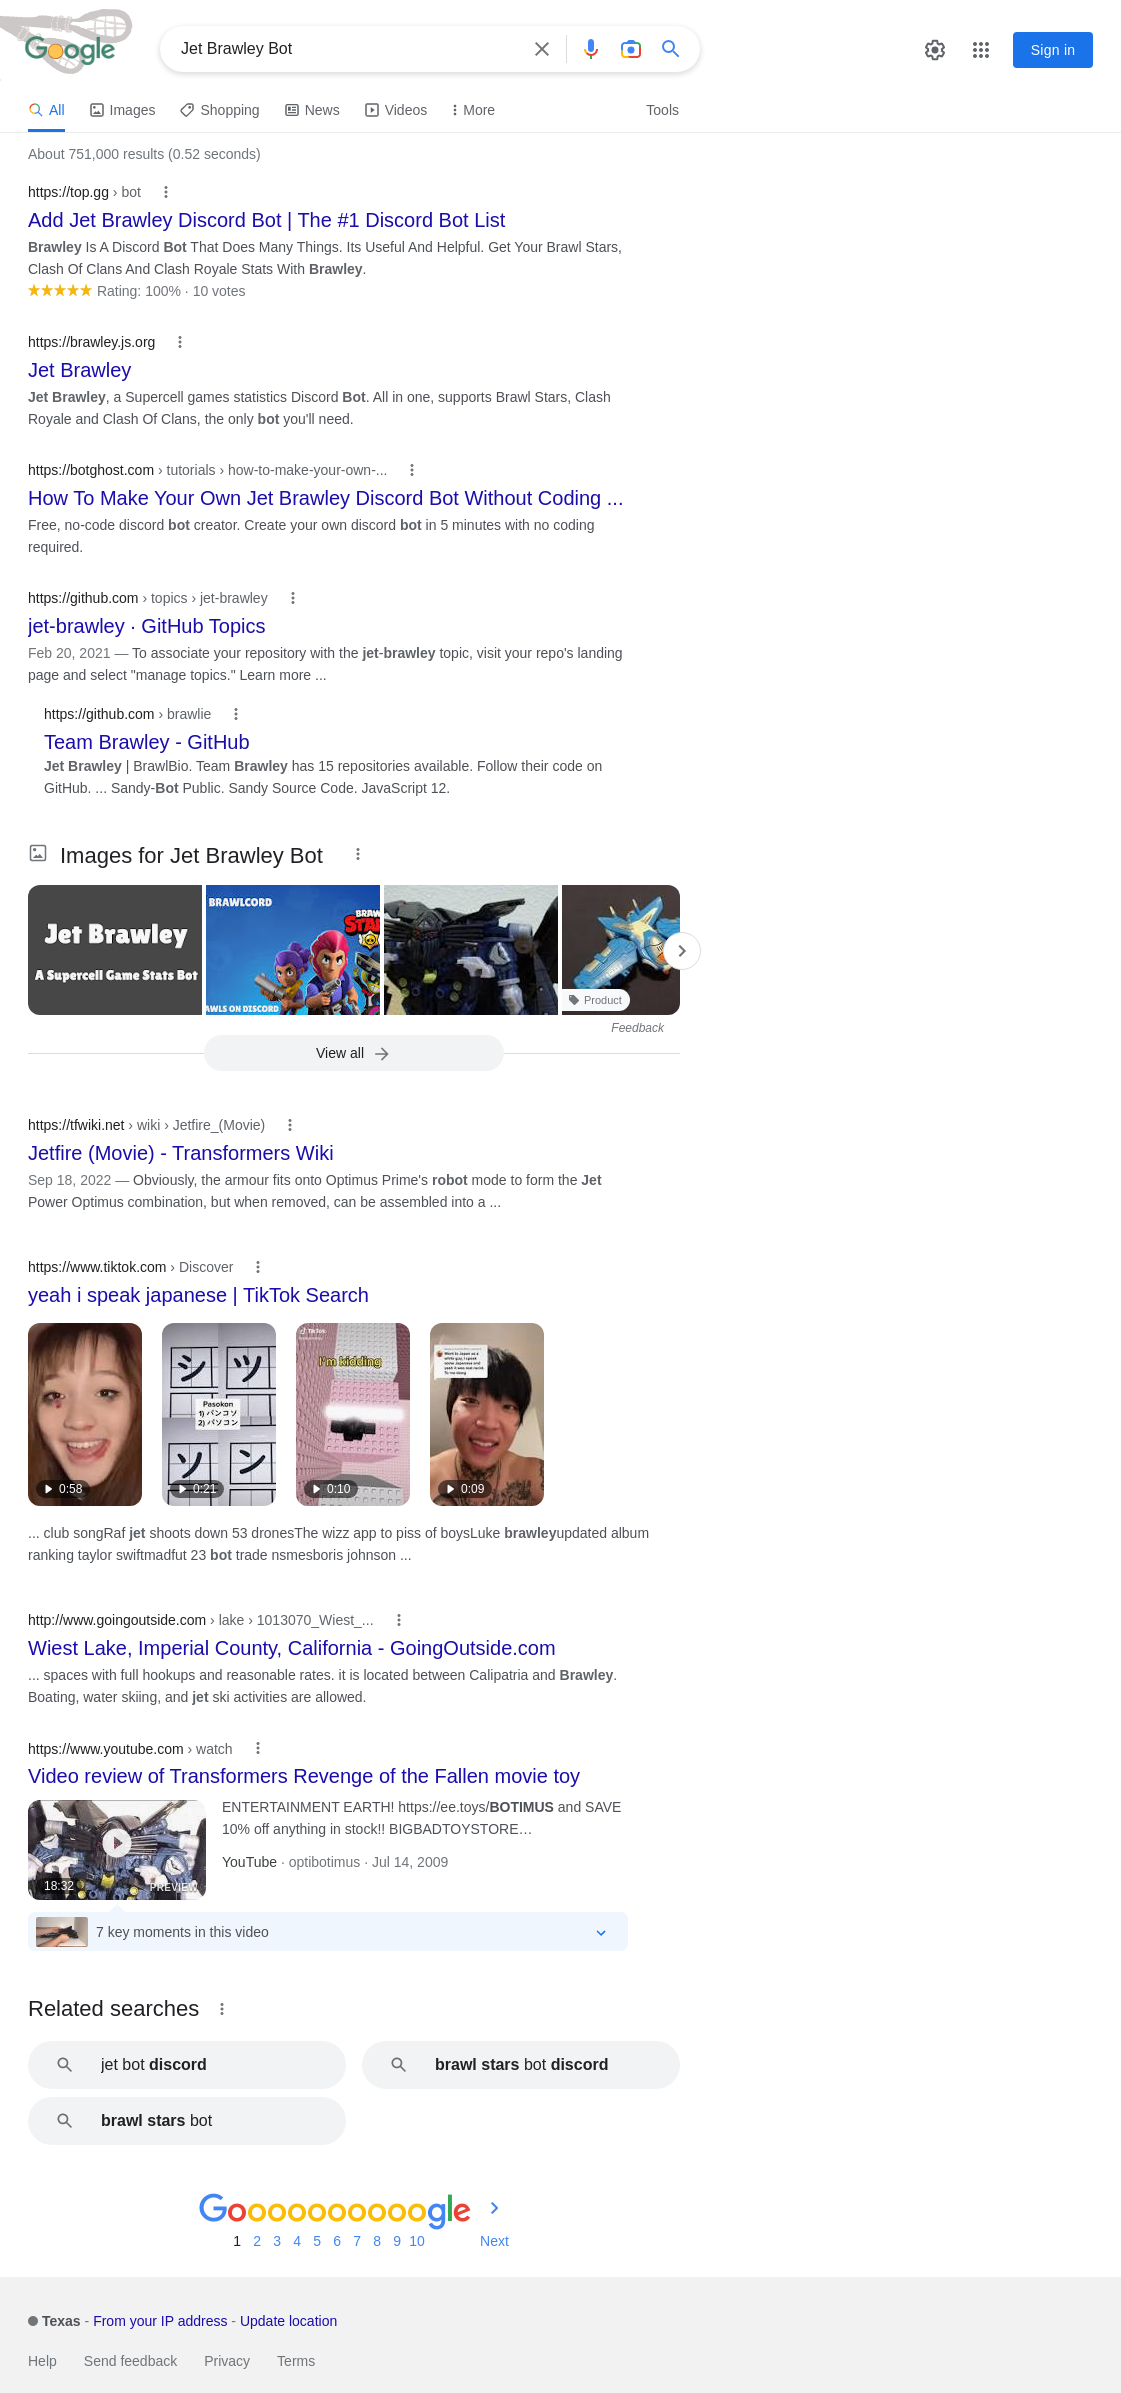 Google
Jet Brawley Bot
Sign in
All
Images
Shopping
News
Videos
More
Tools
About 751,000 results (0.52 seconds)
https://top.gg › bot
Add Jet Brawley Discord Bot | The #1 Discord Bot List
Brawley Is A Discord Bot That Does Many Things. Its Useful And Helpful. Get Your Brawl Stars,
Clash Of Clans And Clash Royale Stats With Brawley.
Rating: 100% · 10 votes
https://brawley.js.org
Jet Brawley
Jet Brawley, a Supercell games statistics Discord Bot. All in one, supports Brawl Stars, Clash
Royale and Clash Of Clans, the only bot you'll need.
https://botghost.com › tutorials › how-to-make-your-own-...
How To Make Your Own Jet Brawley Discord Bot Without Coding ...
Free, no-code discord bot creator. Create your own discord bot in 5 minutes with no coding
required.
https://github.com › topics › jet-brawley
jet-brawley · GitHub Topics
Feb 20, 2021 — To associate your repository with the jet-brawley topic, visit your repo's landing
page and select "manage topics." Learn more ...
https://github.com › brawlie
Team Brawley - GitHub
Jet Brawley | BrawlBio. Team Brawley has 15 repositories available. Follow their code on
GitHub. ... Sandy-Bot Public. Sandy Source Code. JavaScript 12.
Images for Jet Brawley Bot
Jet Brawley
A Supercell Game Stats Bot
BRAWLCORD
BRAW
STA
AWLS ON DISCORD
Product
Feedback
View all
https://tfwiki.net › wiki › Jetfire_(Movie)
Jetfire (Movie) - Transformers Wiki
Sep 18, 2022 — Obviously, the armour fits onto Optimus Prime's robot mode to form the Jet
Power Optimus combination, but when removed, can be assembled into a ...
https://www.tiktok.com › Discover
yeah i speak japanese | TikTok Search
0:58
シ ツ
Pasokon
1) パンコソ
2) パソコン
ソ ン
0:21
TikTok
I'm kidding
0:10
0:09
... club songRaf jet shoots down 53 dronesThe wizz app to piss of boysLuke brawleyupdated album
ranking taylor swiftmadfut 23 bot trade nsmesboris johnson ...
http://www.goingoutside.com › lake › 1013070_Wiest_...
Wiest Lake, Imperial County, California - GoingOutside.com
... spaces with full hookups and reasonable rates. it is located between Calipatria and Brawley.
Boating, water skiing, and jet ski activities are allowed.
https://www.youtube.com › watch
Video review of Transformers Revenge of the Fallen movie toy
18:32
PREVIEW
ENTERTAINMENT EARTH! https://ee.toys/BOTIMUS and SAVE
10% off anything in stock!! BIGBADTOYSTORE…
YouTube · optibotimus · Jul 14, 2009
7 key moments in this video
Related searches
jet bot discord
brawl stars bot discord
brawl stars bot
Goooooooooogle
1 2 3 4 5 6 7 8 9 10 Next
Texas - From your IP address - Update location
Help Send feedback Privacy Terms